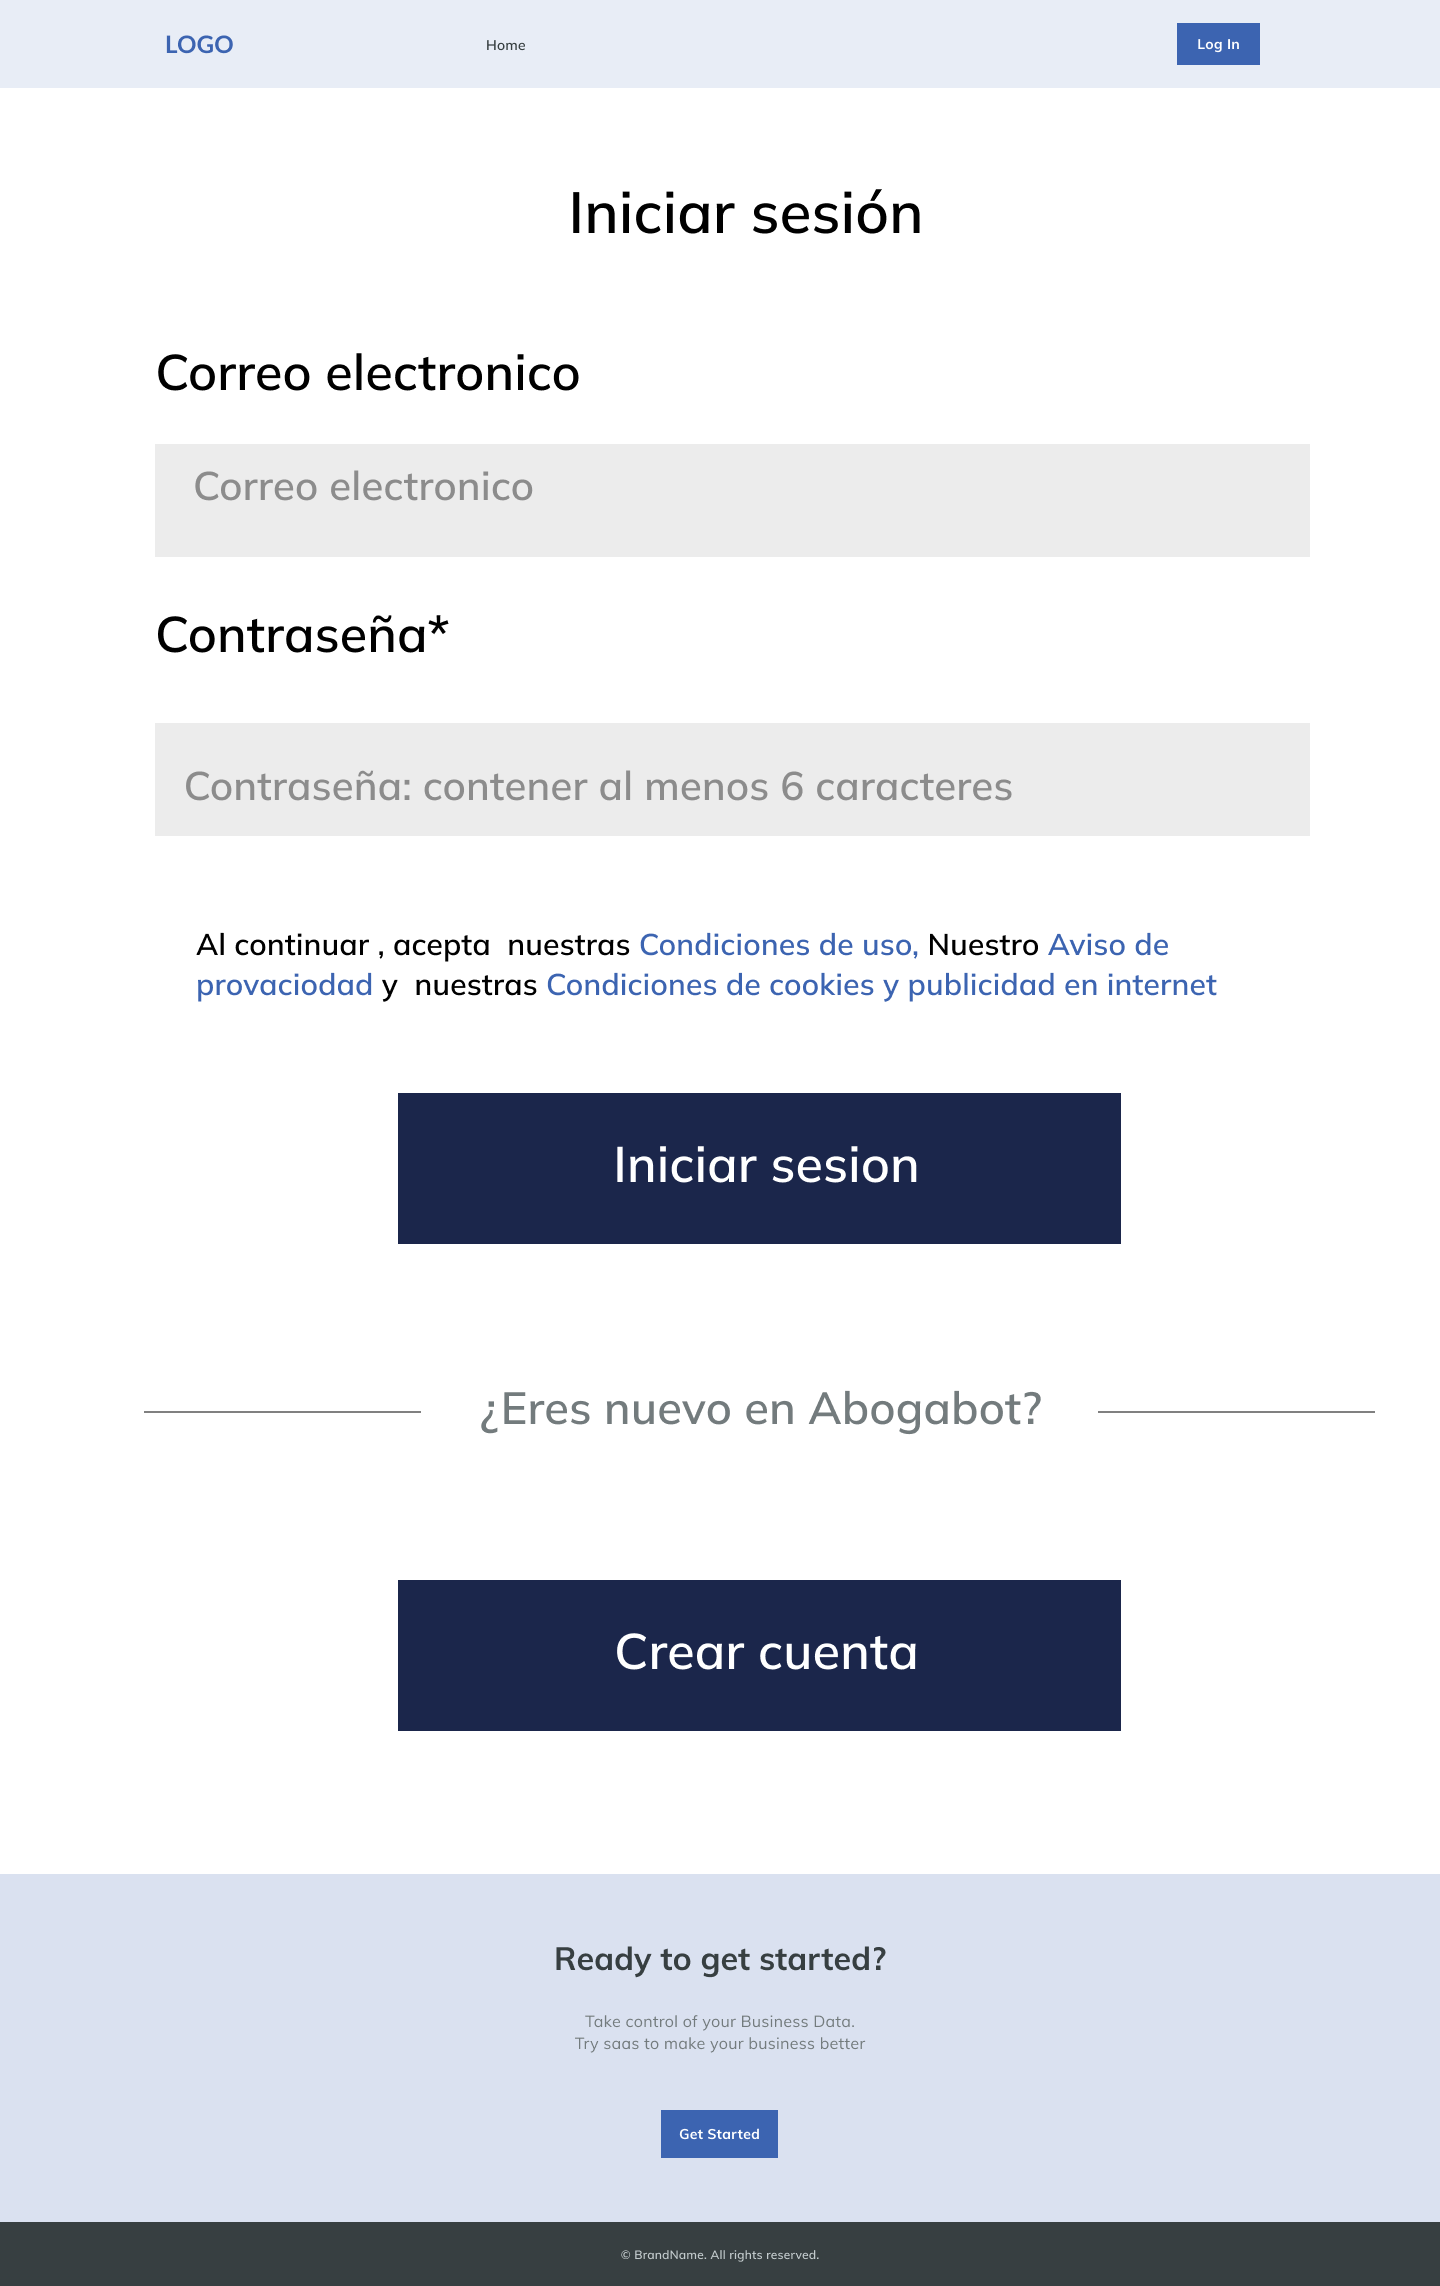 LOGO
Home
Log In
Iniciar sesión
Correo electronico
Correo electronico
Contraseña*
Contraseña: contener al menos 6 caracteres
Al continuar , acepta  nuestras Condiciones de uso, Nuestro Aviso de
provaciodad y  nuestras Condiciones de cookies y publicidad en internet
Iniciar sesion
¿Eres nuevo en Abogabot?
Crear cuenta
Ready to get started?
Take control of your Business Data.
Try saas to make your business better
Get Started
© BrandName. All rights reserved.